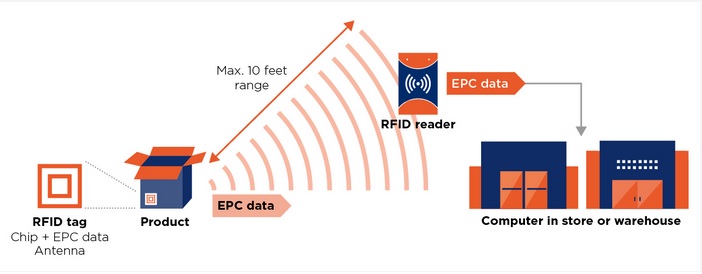 Max. 10 feet
range
EPC data
RFID reader
EPC data
RFID tag
Chip + EPC data
Antenna
Product
Computer in store or warehouse